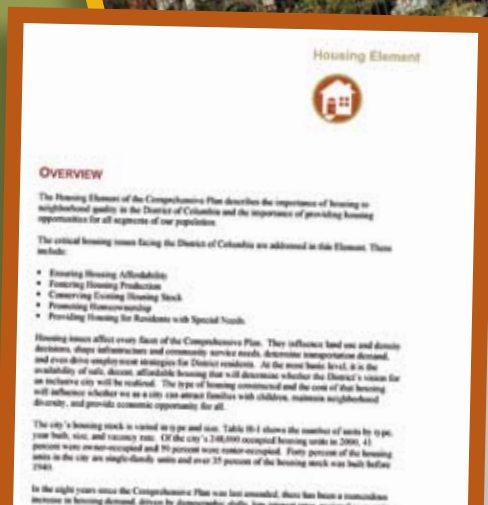 Housing Element
OVERVIEW
The Housing Element of the Comprehensive Plan describes the importance of housing to
neighborhood quality in the District of Columbia and the importance of providing housing
opportunities for all segments of our population.
The critical housing issues facing the District of Columbia are addressed in this Element. These
include:
• Ensuring Housing Affordability
• Fostering Housing Production
• Conserving Existing Housing Stock
• Promoting Homeownership
• Providing Housing for Residents with Special Needs.
Housing issues affect every facet of the Comprehensive Plan. They influence land use and density
decisions, shape infrastructure and community service needs, determine transportation demand,
and even drive employment strategies for District residents. At the most basic level, it is the
availability of safe, decent, affordable housing that will determine whether the District's vision for
an inclusive city will be realized. The type of housing constructed and the cost of that housing
will influence whether we as a city can attract families with children, maintain neighborhood
diversity, and provide economic opportunity for all.
The city's housing stock is varied in type and size. Table H-1 shows the number of units by type,
year built, size, and vacancy rate. Of the city's 248,000 occupied housing units in 2000, 41
percent were owner-occupied and 59 percent were renter-occupied. Forty percent of the housing
units in the city are single-family units and over 35 percent of the housing stock was built before
1940.
In the eight years since the Comprehensive Plan was last amended, there has been a tremendous
increase in housing demand, driven by demographic shifts, low interest rates,